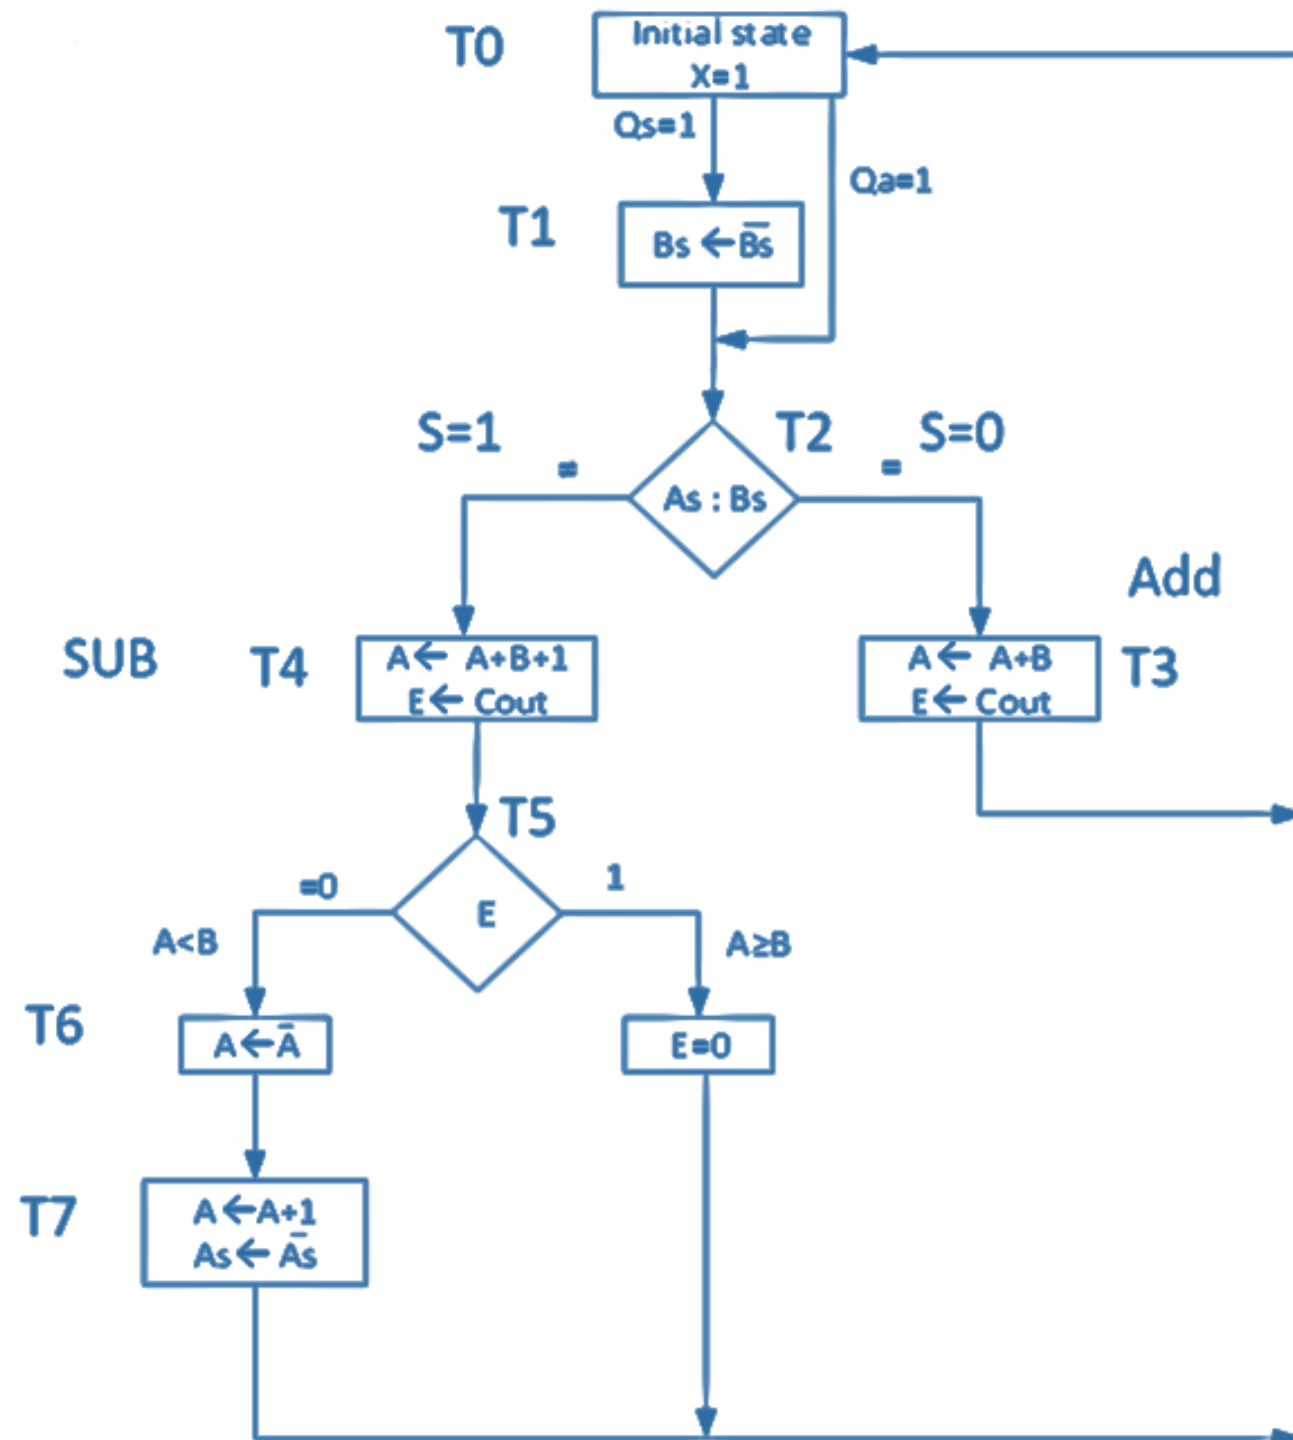 T0
Initial state
X=1
Qs=1
Qa=1
T1
Bs ← B̅s̅
S=1
≠
T2
As : Bs
=
S=0
Add
SUB
T4
A← A+B+1
E← Cout
A← A+B
E← Cout
T3
T5
=0
E
1
A<B
A≥B
T6
A←A̅
E=0
T7
A←A+1
As← A̅s